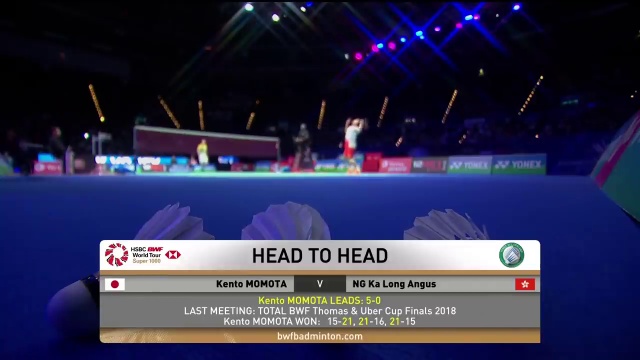 HSBC BWF
World Tour
Super 1000
HEAD TO HEAD
Kento MOMOTA V NG Ka Long Angus
Kento MOMOTA LEADS: 5-0
LAST MEETING: TOTAL BWF Thomas & Uber Cup Finals 2018
Kento MOMOTA WON: 15-21, 21-16, 21-15
bwfbadminton.com
YONEX YONEX